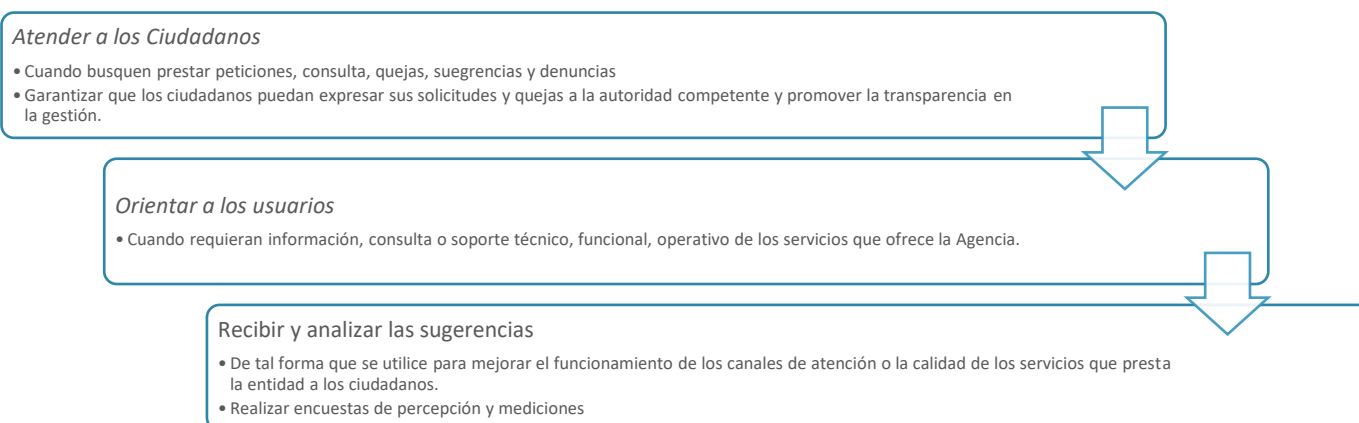 Atender a los Ciudadanos
• Cuando busquen prestar peticiones, consulta, quejas, suegrencias y denuncias
• Garantizar que los ciudadanos puedan expresar sus solicitudes y quejas a la autoridad competente y promover la transparencia en
la gestión.
Orientar a los usuarios
• Cuando requieran información, consulta o soporte técnico, funcional, operativo de los servicios que ofrece la Agencia.
Recibir y analizar las sugerencias
• De tal forma que se utilice para mejorar el funcionamiento de los canales de atención o la calidad de los servicios que presta
la entidad a los ciudadanos.
• Realizar encuestas de percepción y mediciones